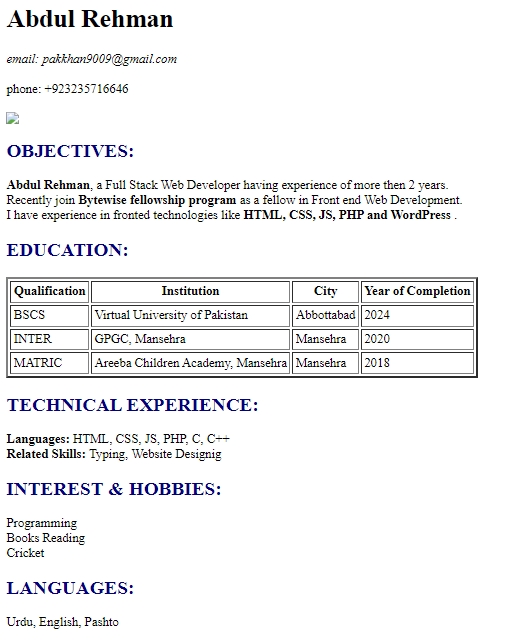 Abdul Rehman
email: pakkhan9009@gmail.com
phone: +923235716646
OBJECTIVES:
Abdul Rehman, a Full Stack Web Developer having experience of more then 2 years.
Recently join Bytewise fellowship program as a fellow in Front end Web Development.
I have experience in fronted technologies like HTML, CSS, JS, PHP and WordPress .
EDUCATION:
Qualification Institution City Year of Completion
BSCS Virtual University of Pakistan Abbottabad 2024
INTER GPGC, Mansehra Mansehra 2020
MATRIC Areeba Children Academy, Mansehra Mansehra 2018
TECHNICAL EXPERIENCE:
Languages: HTML, CSS, JS, PHP, C, C++
Related Skills: Typing, Website Designig
INTEREST & HOBBIES:
Programming
Books Reading
Cricket
LANGUAGES:
Urdu, English, Pashto